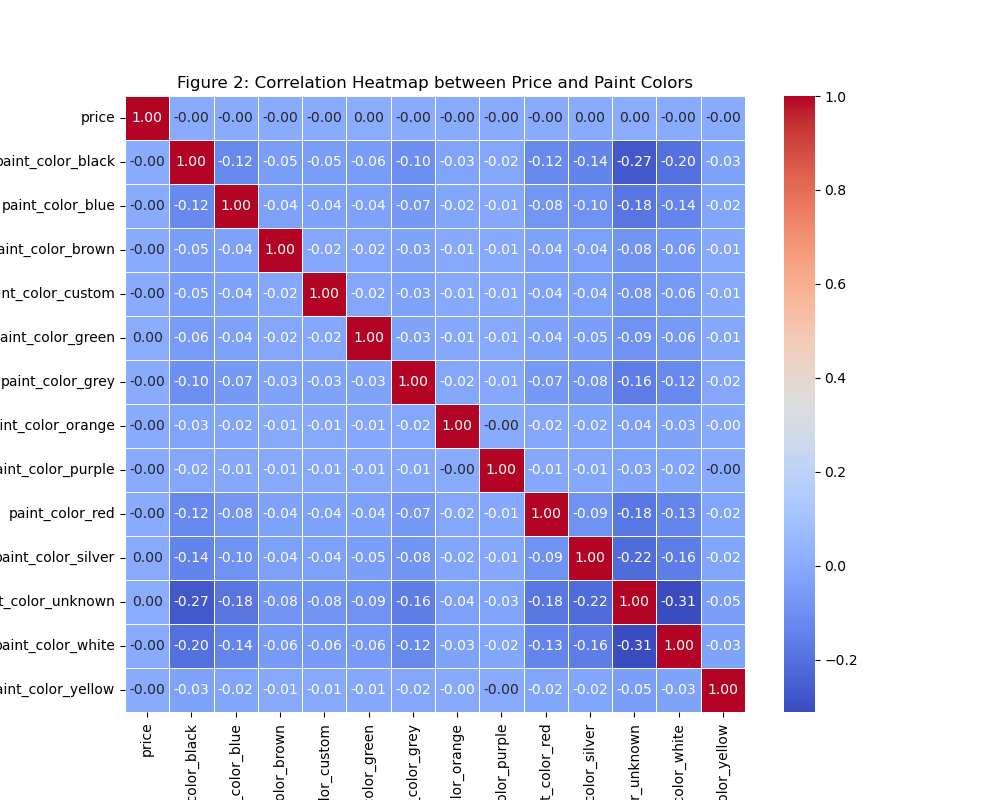 Figure 2: Correlation Heatmap between Price and Paint Colors
price 1.00 -0.00 -0.00 -0.00 -0.00 0.00 -0.00 -0.00 -0.00 -0.00 0.00 0.00 -0.00 -0.00
paint_color_black -0.00 1.00 -0.12 -0.05 -0.05 -0.06 -0.10 -0.03 -0.02 -0.12 -0.14 -0.27 -0.20 -0.03
paint_color_blue -0.00 -0.12 1.00 -0.04 -0.04 -0.04 -0.07 -0.02 -0.01 -0.08 -0.10 -0.18 -0.14 -0.02
aint_color_brown -0.00 -0.05 -0.04 1.00 -0.02 -0.02 -0.03 -0.01 -0.01 -0.04 -0.04 -0.08 -0.06 -0.01
nt_color_custom -0.00 -0.05 -0.04 -0.02 1.00 -0.02 -0.03 -0.01 -0.01 -0.04 -0.04 -0.08 -0.06 -0.01
aint_color_green 0.00 -0.06 -0.04 -0.02 -0.02 1.00 -0.03 -0.01 -0.01 -0.04 -0.05 -0.09 -0.06 -0.01
paint_color_grey -0.00 -0.10 -0.07 -0.03 -0.03 -0.03 1.00 -0.02 -0.01 -0.07 -0.08 -0.16 -0.12 -0.02
int_color_orange -0.00 -0.03 -0.02 -0.01 -0.01 -0.01 -0.02 1.00 -0.00 -0.02 -0.02 -0.04 -0.03 -0.00
aint_color_purple -0.00 -0.02 -0.01 -0.01 -0.01 -0.01 -0.01 -0.00 1.00 -0.01 -0.01 -0.03 -0.02 -0.00
paint_color_red -0.00 -0.12 -0.08 -0.04 -0.04 -0.04 -0.07 -0.02 -0.01 1.00 -0.09 -0.18 -0.13 -0.02
paint_color_silver 0.00 -0.14 -0.10 -0.04 -0.04 -0.05 -0.08 -0.02 -0.01 -0.09 1.00 -0.22 -0.16 -0.02
t_color_unknown 0.00 -0.27 -0.18 -0.08 -0.08 -0.09 -0.16 -0.04 -0.03 -0.18 -0.22 1.00 -0.31 -0.05
paint_color_white -0.00 -0.20 -0.14 -0.06 -0.06 -0.06 -0.12 -0.03 -0.02 -0.13 -0.16 -0.31 1.00 -0.03
aint_color_yellow -0.00 -0.03 -0.02 -0.01 -0.01 -0.01 -0.02 -0.00 -0.00 -0.02 -0.02 -0.05 -0.03 1.00
price
color_black
_color_blue
olor_brown
lor_custom
color_green
_color_grey
lor_orange
olor_purple
t_color_red
color_silver
r_unknown
color_white
olor_yellow
1.0
0.8
0.6
0.4
0.2
0.0
−0.2